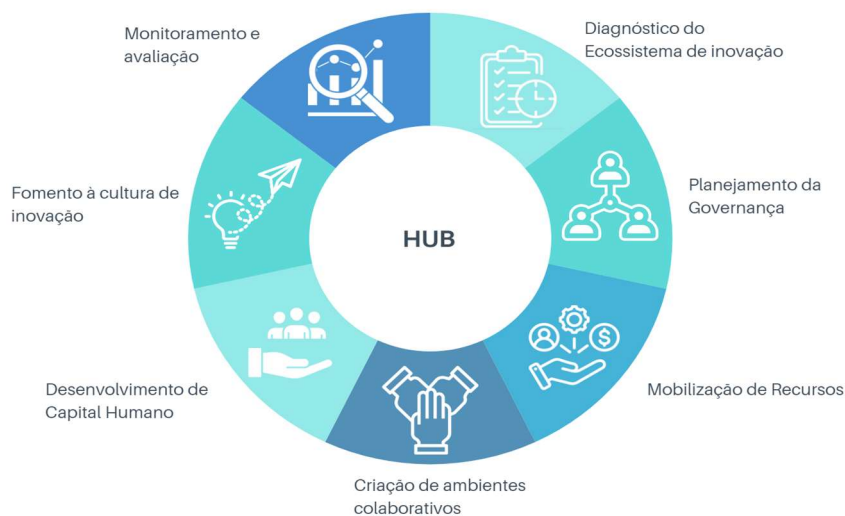 Monitoramento e
avaliação
Diagnóstico do
Ecossistema de inovação
Fomento à cultura de
inovação
Planejamento da
Governança
HUB
Desenvolvimento de
Capital Humano
Mobilização de Recursos
Criação de ambientes
colaborativos
$